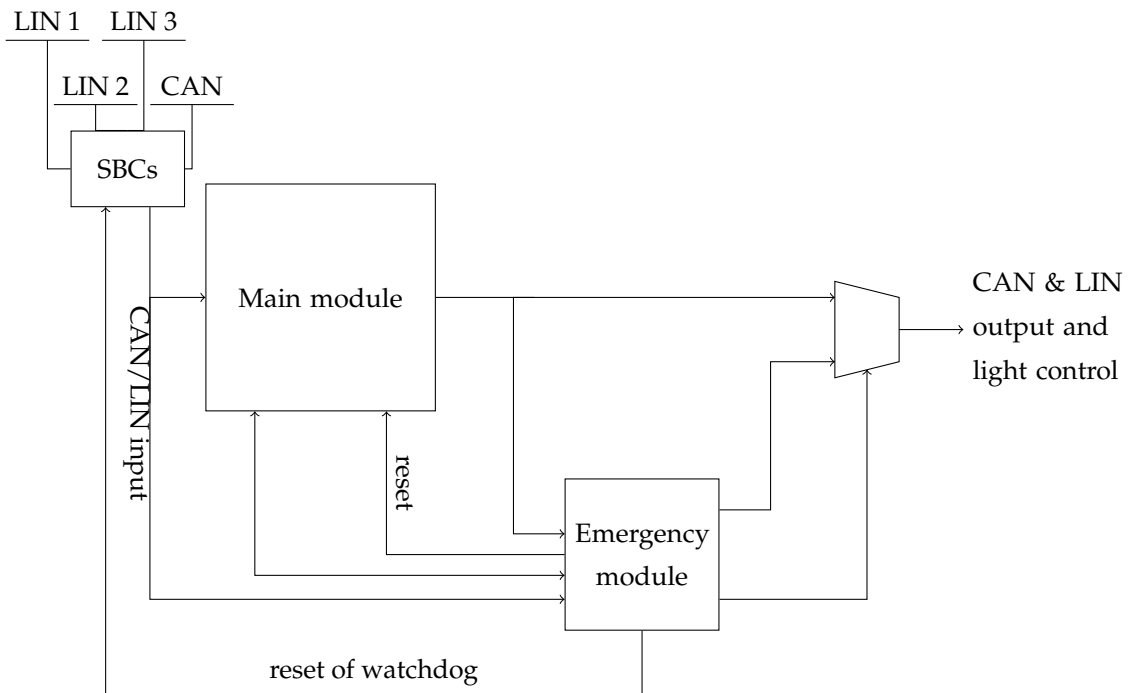 LIN 1
LIN 3
LIN 2
CAN
SBCs
Main module
CAN & LIN
output and
light control
CAN/LIN input
reset
Emergency
module
reset of watchdog